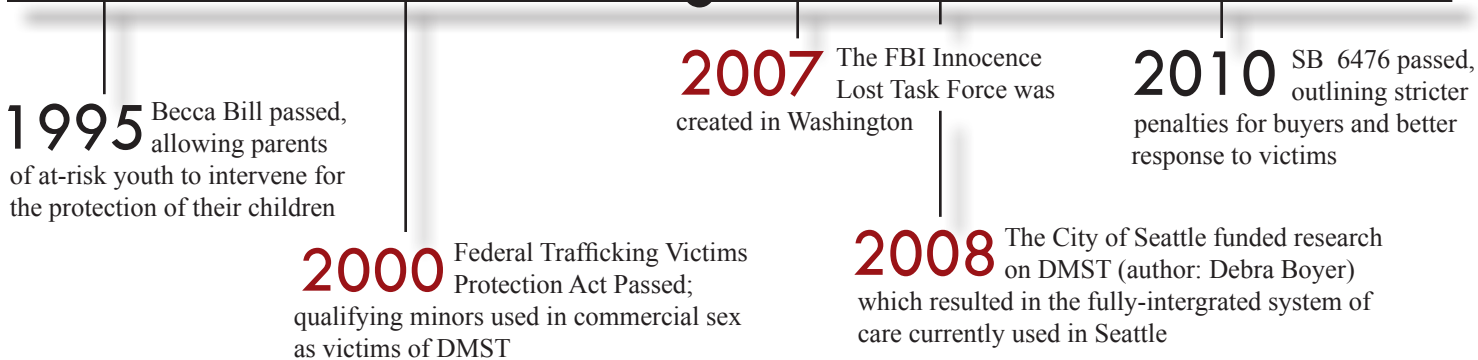 1995 Becca Bill passed,
allowing parents
of at-risk youth to intervene for
the protection of their children
2000 Federal Trafficking Victims
Protection Act Passed;
qualifying minors used in commercial sex
as victims of DMST
2007 The FBI Innocence
Lost Task Force was
created in Washington
2008 The City of Seattle funded research
on DMST (author: Debra Boyer)
which resulted in the fully-intergrated system of
care currently used in Seattle
2010 SB 6476 passed,
outlining stricter
penalties for buyers and better
response to victims